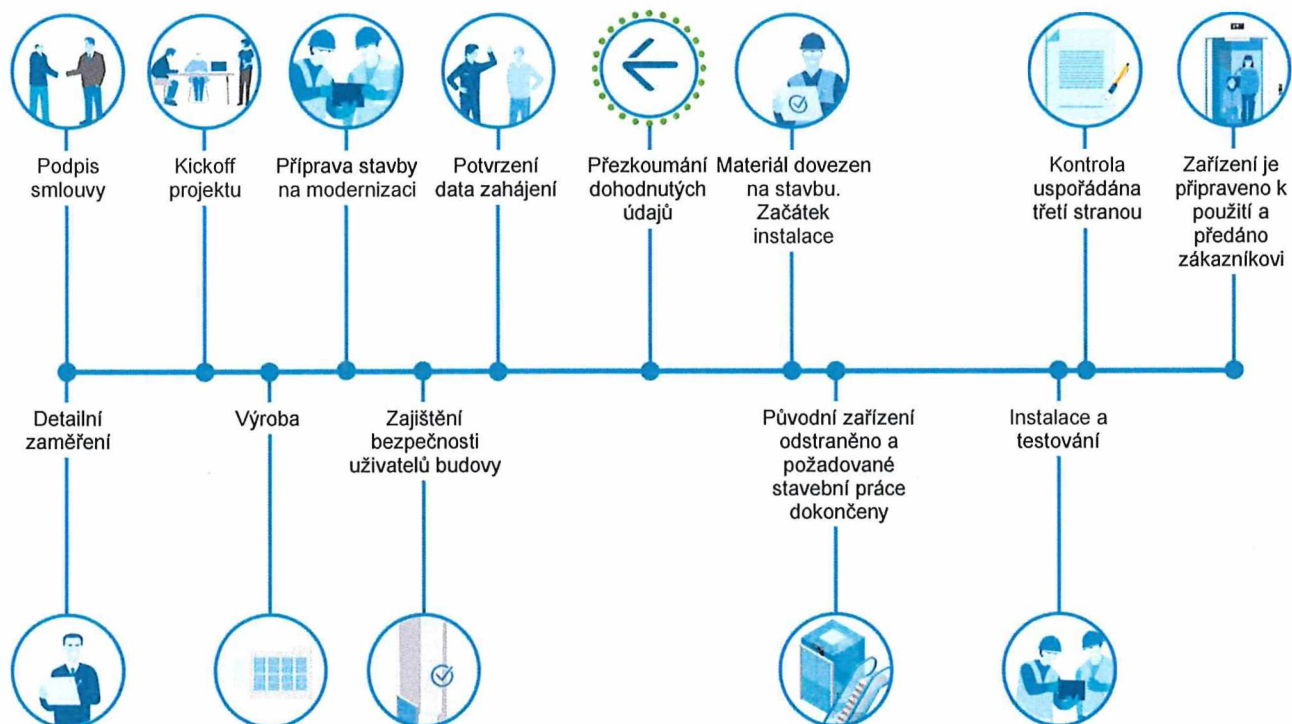 Podpis
smlouvy
Kickoff
projektu
Příprava stavby
na modernizaci
Potvrzení
data zahájení
Přezkoumání
dohodnutých
údajů
Materiál dovezen
na stavbu.
Začátek
instalace
Kontrola
uspořádána
třetí stranou
Zařízení je
připraveno k
použití a
předáno
zákazníkovi
Detailní
zaměření
Výroba
Zajištění
bezpečnosti
uživatelů budovy
Původní zařízení
odstraněno a
požadované
stavební práce
dokončeny
Instalace a
testování